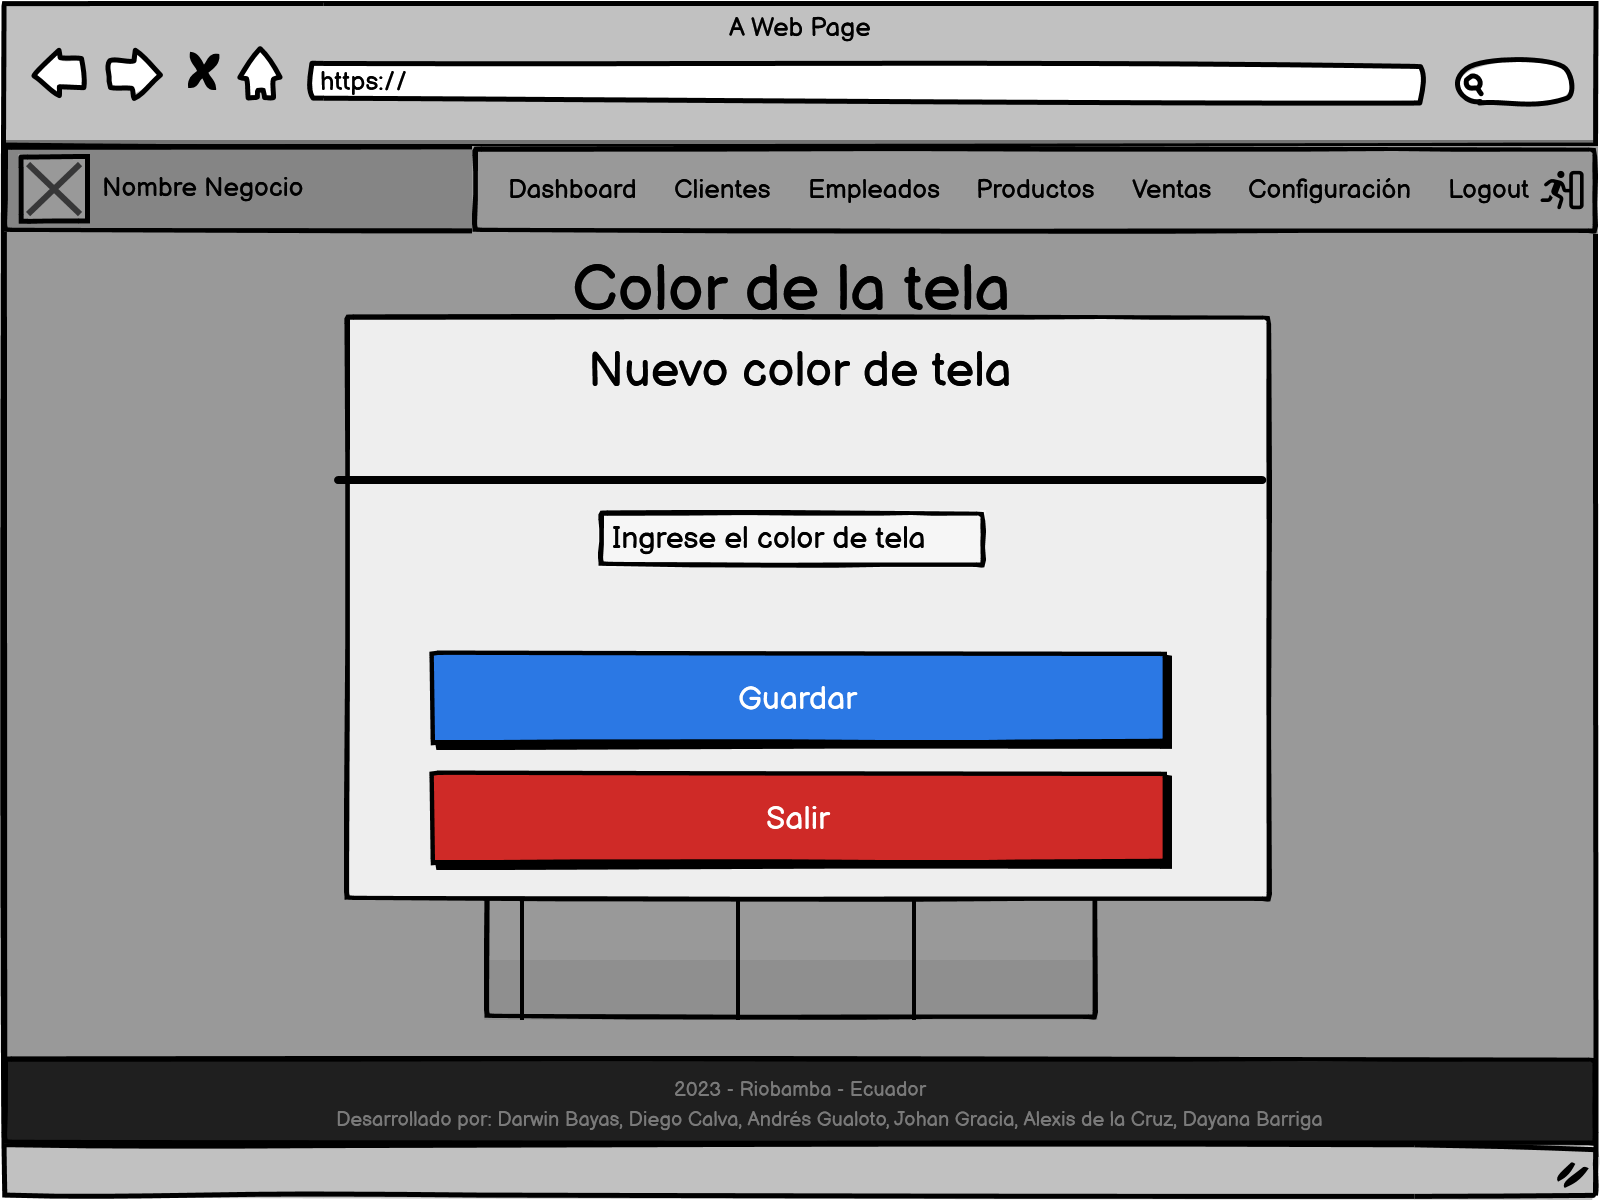 A Web Page
https://
Nombre Negocio
Dashboard Clientes Empleados Productos Ventas Configuración Logout
Color de la tela
Nuevo color de tela
Ingrese el color de tela
Guardar
Salir
2023 - Riobamba - Ecuador
Desarrollado por: Darwin Bayas, Diego Calva, Andrés Gualoto, Johan Gracia, Alexis de la Cruz, Dayana Barriga